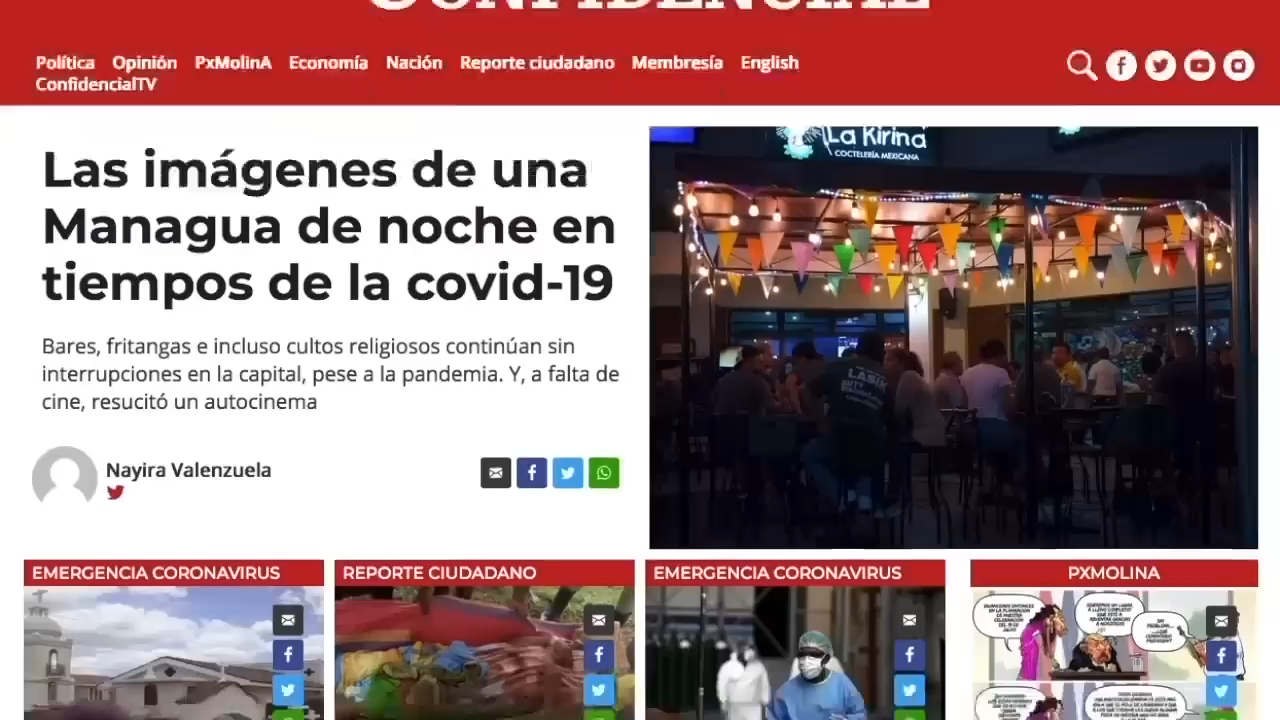 CONFIDENCIAL
Política Opinión PxMolinA Economía Nación Reporte ciudadano Membresía English
ConfidencialTV
Las imágenes de una
Managua de noche en
tiempos de la covid-19
Bares, fritangas e incluso cultos religiosos continúan sin
interrupciones en la capital, pese a la pandemia. Y, a falta de
cine, resucitó un autocinema
Nayira Valenzuela
La Kirina
COCTELERÍA MEXICANA
LASIK
EMERGENCIA CORONAVIRUS
REPORTE CIUDADANO
EMERGENCIA CORONAVIRUS
PXMOLINA